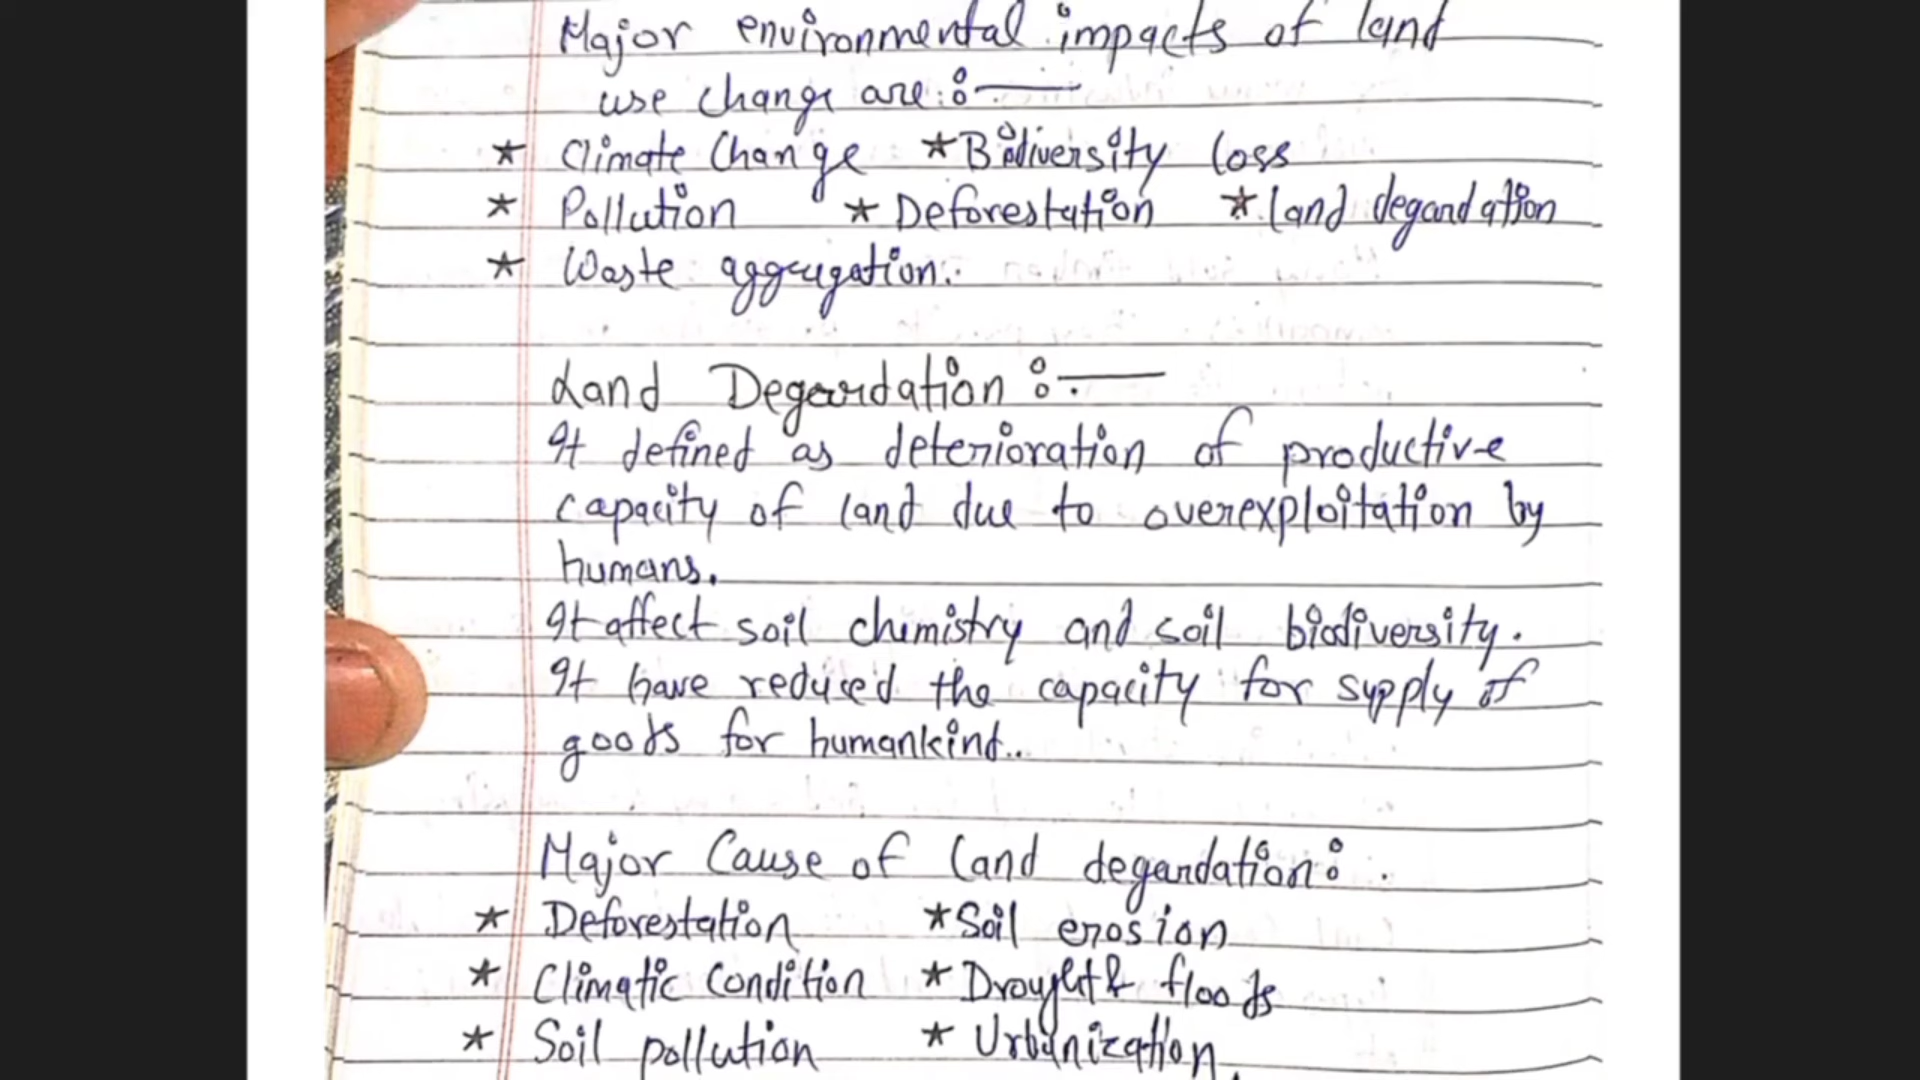 Major environmental impacts of land
use change are :—
* Climate Change * Biodiversity loss
* Pollution * Deforestation * land degardation
* Waste aggregation.
Land Degardation :—
It defined as deterioration of productive
capacity of land due to overexploitation by
humans.
It affect soil chemistry and soil biodiversity.
It have reduced the capacity for supply of
goods for humankind..
Major Cause of land degardation:
* Deforestation * Soil erosion
* Climatic Condition * Drought & floods
* Soil pollution * Urbanization.